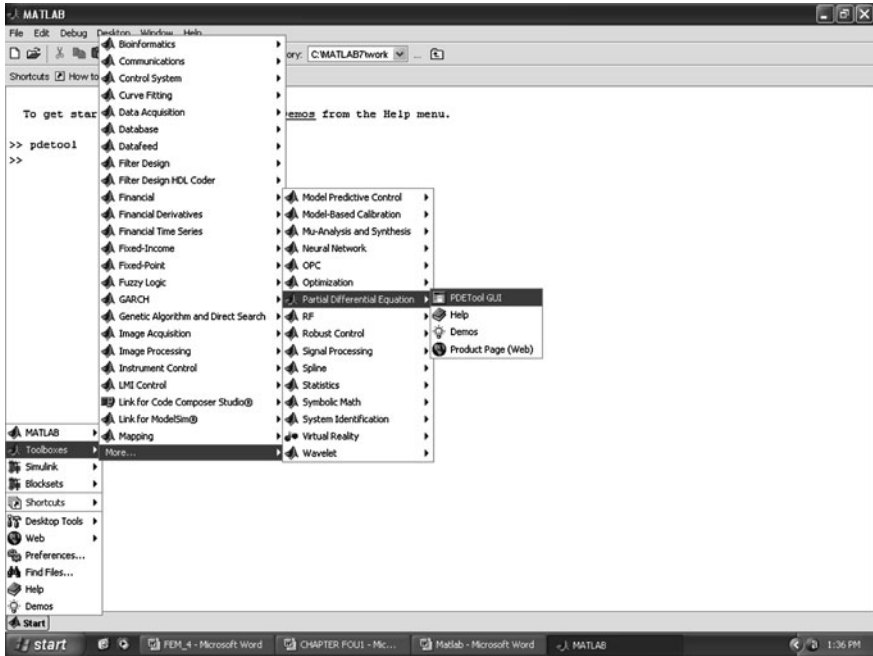 MATLAB
File Edit Debug Desktop Window Help
ory: C:\MATLAB7\work ...
Shortcuts How to
To get star
emos from the Help menu.
>> pdetool
>>
Bioinformatics
Communications
Control System
Curve Fitting
Data Acquisition
Database
Datafeed
Filter Design
Filter Design HDL Coder
Financial
Financial Derivatives
Financial Time Series
Fixed-Income
Fixed-Point
Fuzzy Logic
GARCH
Genetic Algorithm and Direct Search
Image Acquisition
Image Processing
Instrument Control
LMI Control
Link for Code Composer Studio®
Link for ModelSim®
Mapping
More...
Model Predictive Control
Model-Based Calibration
Mu-Analysis and Synthesis
Neural Network
OPC
Optimization
Partial Differential Equation
RF
Robust Control
Signal Processing
Spline
Statistics
Symbolic Math
System Identification
Virtual Reality
Wavelet
PDETool GUI
Help
Demos
Product Page (Web)
MATLAB
Toolboxes
Simulink
Blocksets
Shortcuts
Desktop Tools
Web
Preferences...
Find Files...
Help
Demos
Start
start
FEM_4 - Microsoft Word
CHAPTER FOU1 - Mic...
Matlab - Microsoft Word
MATLAB
1:36 PM